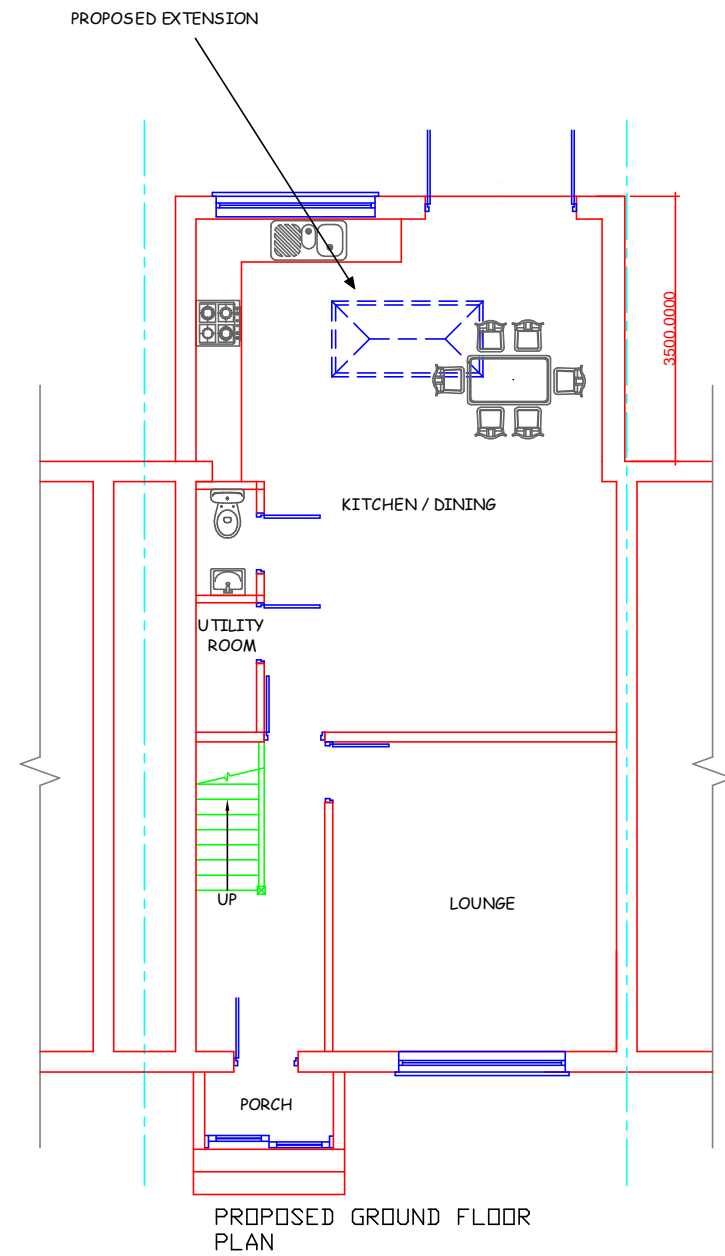 PROPOSED EXTENSION
3500.0000
KITCHEN / DINING
UTILITY
ROOM
UP
LOUNGE
PORCH
PROPOSED GROUND FLOOR
PLAN